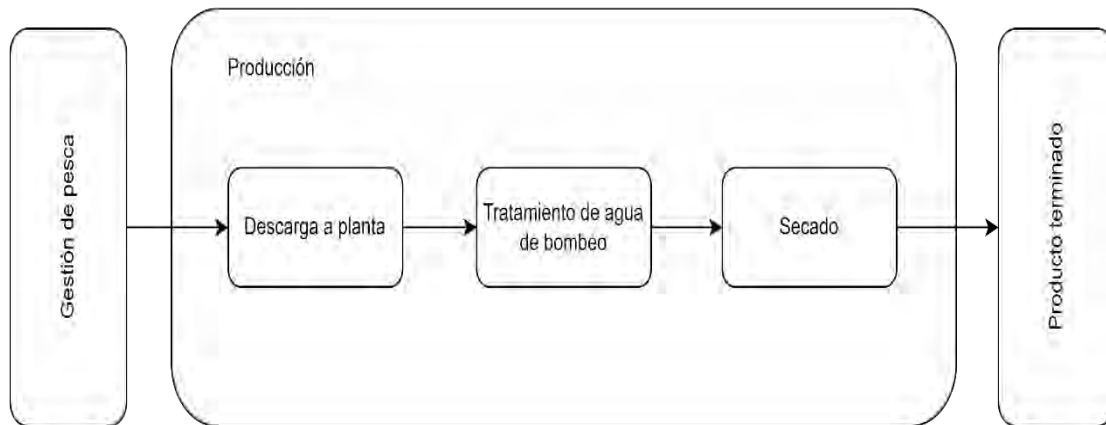 Gestión de pesca
Producción
Descarga a planta
Tratamiento de agua
de bombeo
Secado
Producto terminado